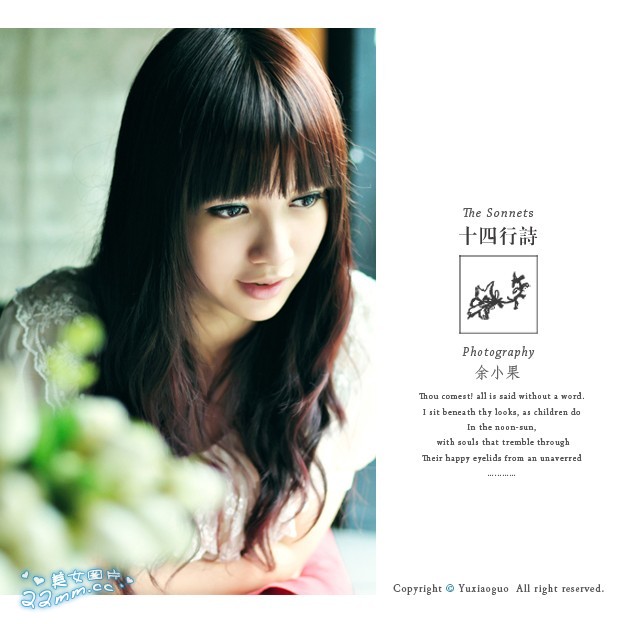 The Sonnets
十四行詩
Photography
余小果
Thou comest! all is said without a word.
I sit beneath thy looks, as children do
In the noon-sun,
with souls that tremble through
Their happy eyelids from an unaverred
............
Copyright © Yuxiaoguo All right reserved.
美女图片
22mm.cc